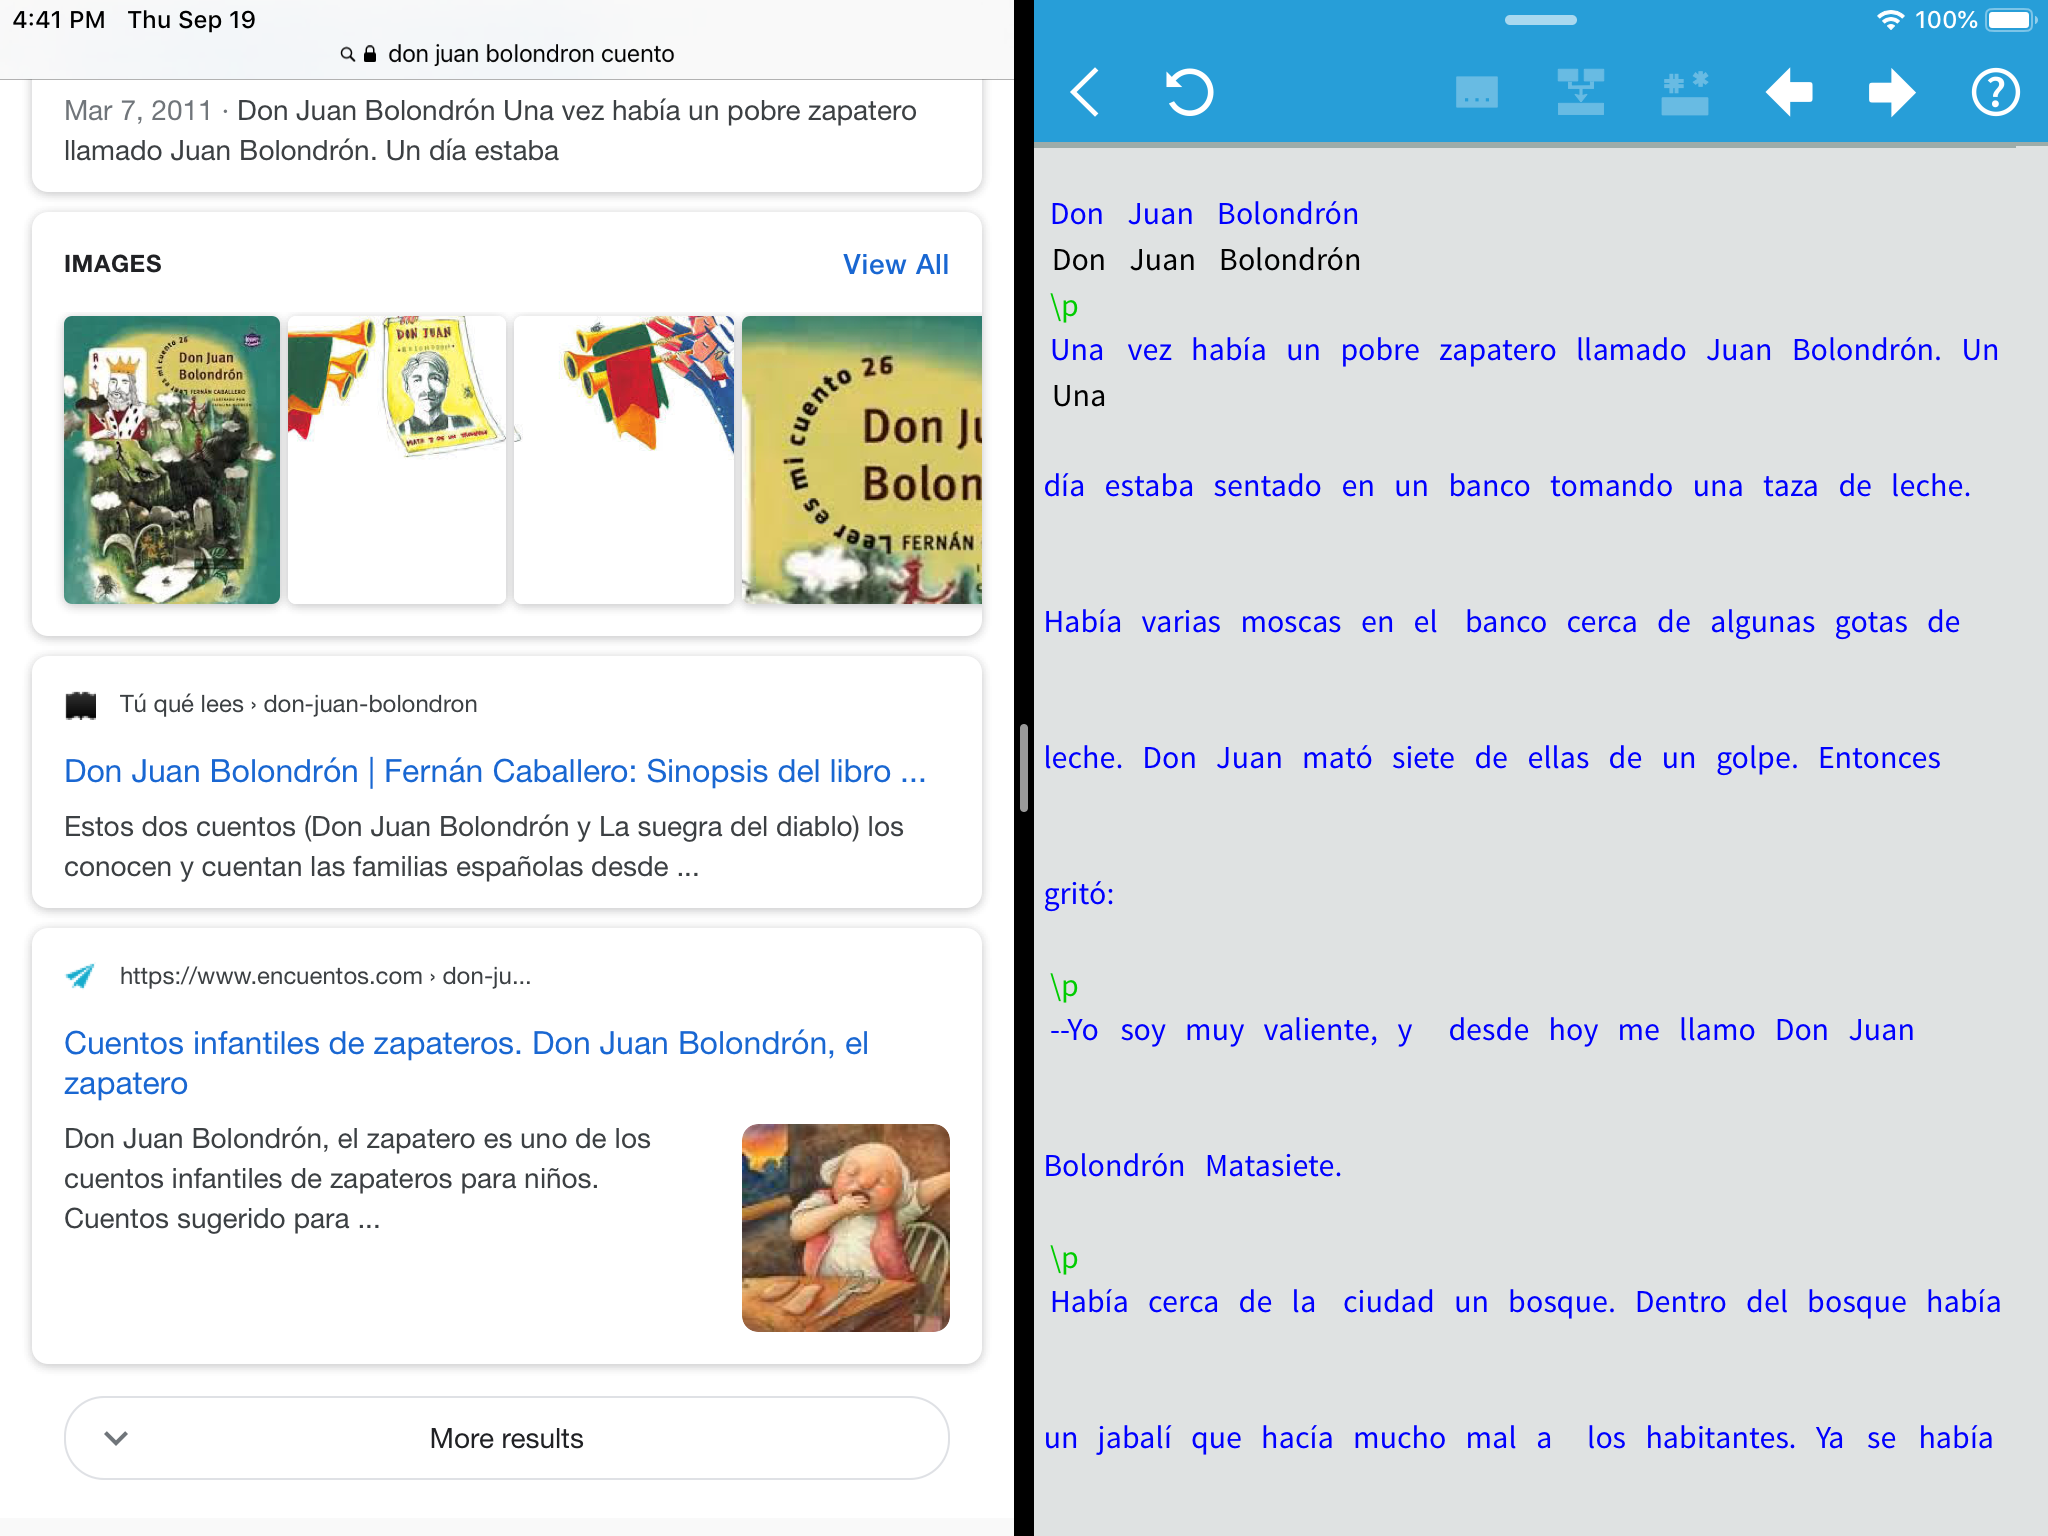 4:41 PM Thu Sep 19
don juan bolondron cuento
Mar 7, 2011 · Don Juan Bolondrón Una vez había un pobre zapatero
llamado Juan Bolondrón. Un día estaba
IMAGES View All
Leer es mi cuento 26
Don Juan
Bolondrón
FERNÁN CABALLERO
DON JUAN
Leer es mi cuento 26
Don Ju
Bolon
FERNÁN
Tú qué lees › don-juan-bolondron
Don Juan Bolondrón | Fernán Caballero: Sinopsis del libro ...
Estos dos cuentos (Don Juan Bolondrón y La suegra del diablo) los
conocen y cuentan las familias españolas desde ...
https://www.encuentos.com › don-ju...
Cuentos infantiles de zapateros. Don Juan Bolondrón, el
zapatero
Don Juan Bolondrón, el zapatero es uno de los
cuentos infantiles de zapateros para niños.
Cuentos sugerido para ...
More results
100%
Don Juan Bolondrón
Don Juan Bolondrón
\p
Una vez había un pobre zapatero llamado Juan Bolondrón. Un
Una
día estaba sentado en un banco tomando una taza de leche.
Había varias moscas en el banco cerca de algunas gotas de
leche. Don Juan mató siete de ellas de un golpe. Entonces
gritó:
\p
--Yo soy muy valiente, y desde hoy me llamo Don Juan
Bolondrón Matasiete.
\p
Había cerca de la ciudad un bosque. Dentro del bosque había
un jabalí que hacía mucho mal a los habitantes. Ya se había